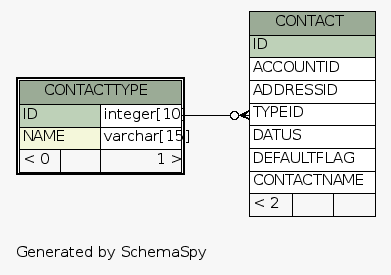 CONTACTTYPE
ID integer[10]
NAME varchar[15]
< 0 1 >
CONTACT
ID
ACCOUNTID
ADDRESSID
TYPEID
DATUS
DEFAULTFLAG
CONTACTNAME
< 2
Generated by SchemaSpy